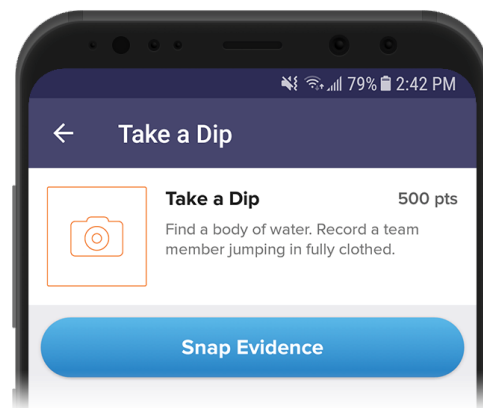 79% 2:42 PM
Take a Dip
Take a Dip 500 pts
Find a body of water. Record a team
member jumping in fully clothed.
Snap Evidence